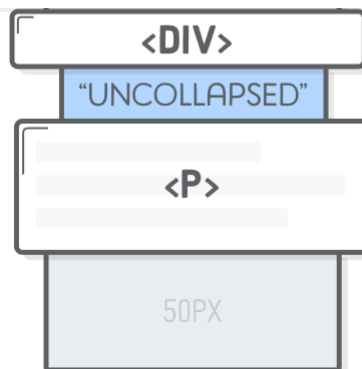 <DIV>
“UNCOLLAPSED”
<P>
50PX